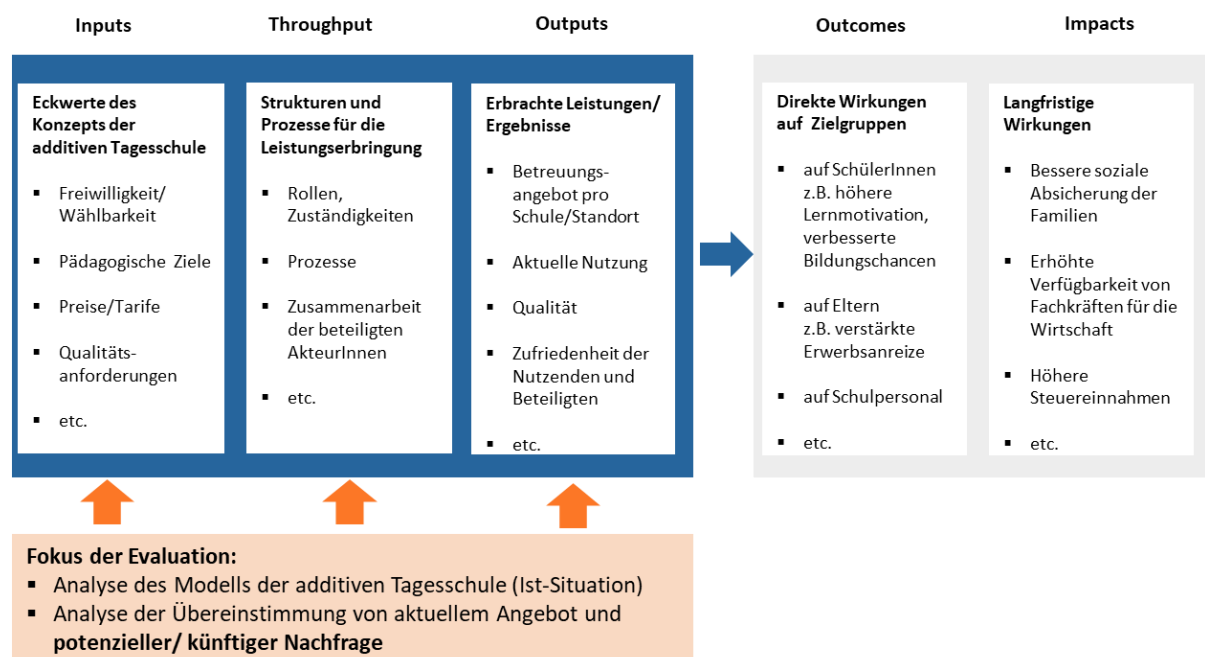 Inputs
Throughput
Outputs
Outcomes
Impacts
Eckwerte des
Konzepts der
additiven Tagesschule
▪ Freiwilligkeit/
Wählbarkeit
▪ Pädagogische Ziele
▪ Preise/Tarife
▪ Qualitäts-
anforderungen
▪ etc.
Strukturen und
Prozesse für die
Leistungserbringung
▪ Rollen,
Zuständigkeiten
▪ Prozesse
▪ Zusammenarbeit
der beteiligten
AkteurInnen
▪ etc.
Erbrachte Leistungen/
Ergebnisse
▪ Betreuungs-
angebot pro
Schule/Standort
▪ Aktuelle Nutzung
▪ Qualität
▪ Zufriedenheit der
Nutzenden und
Beteiligten
▪ etc.
Direkte Wirkungen
auf Zielgruppen
▪ auf SchülerInnen
z.B. höhere
Lernmotivation,
verbesserte
Bildungschancen
▪ auf Eltern
z.B. verstärkte
Erwerbsanreize
▪ auf Schulpersonal
▪ etc.
Langfristige
Wirkungen
▪ Bessere soziale
Absicherung der
Familien
▪ Erhöhte
Verfügbarkeit von
Fachkräften für die
Wirtschaft
▪ Höhere
Steuereinnahmen
▪ etc.
Fokus der Evaluation:
▪ Analyse des Modells der additiven Tagesschule (Ist-Situation)
▪ Analyse der Übereinstimmung von aktuellem Angebot und
potenzieller/ künftiger Nachfrage